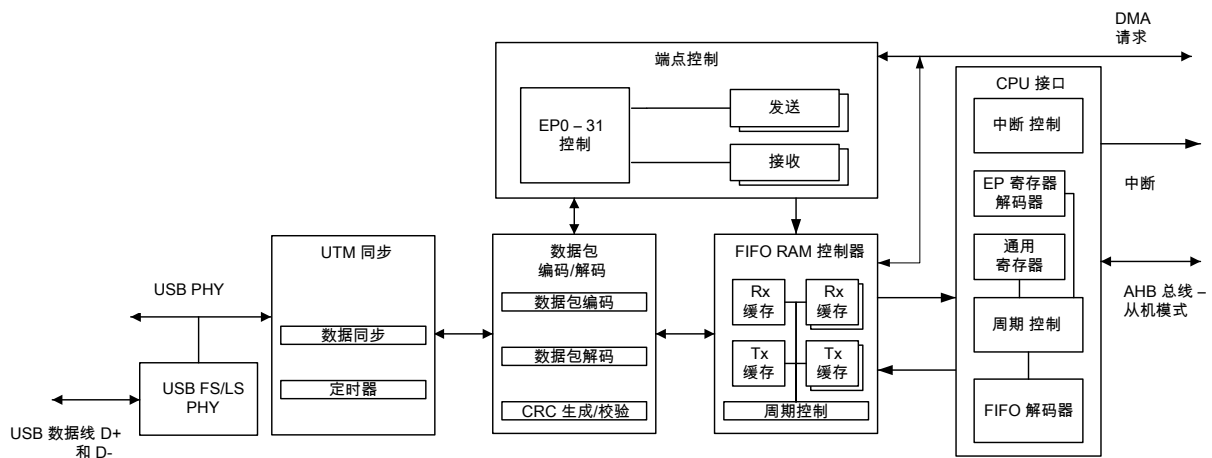 DMA
请求
端点控制
EP0 – 31
控制
发送
接收
CPU 接口
中断 控制
中断
EP 寄存器
解码器
通用
寄存器
AHB 总线 –
从机模式
周期 控制
FIFO 解码器
UTM 同步
数据同步
定时器
数据包
编码/解码
数据包编码
数据包解码
CRC 生成/校验
FIFO RAM 控制器
Rx
缓存
Rx
缓存
Tx
缓存
Tx
缓存
周期控制
USB PHY
USB FS/LS
PHY
USB 数据线 D+
和 D-